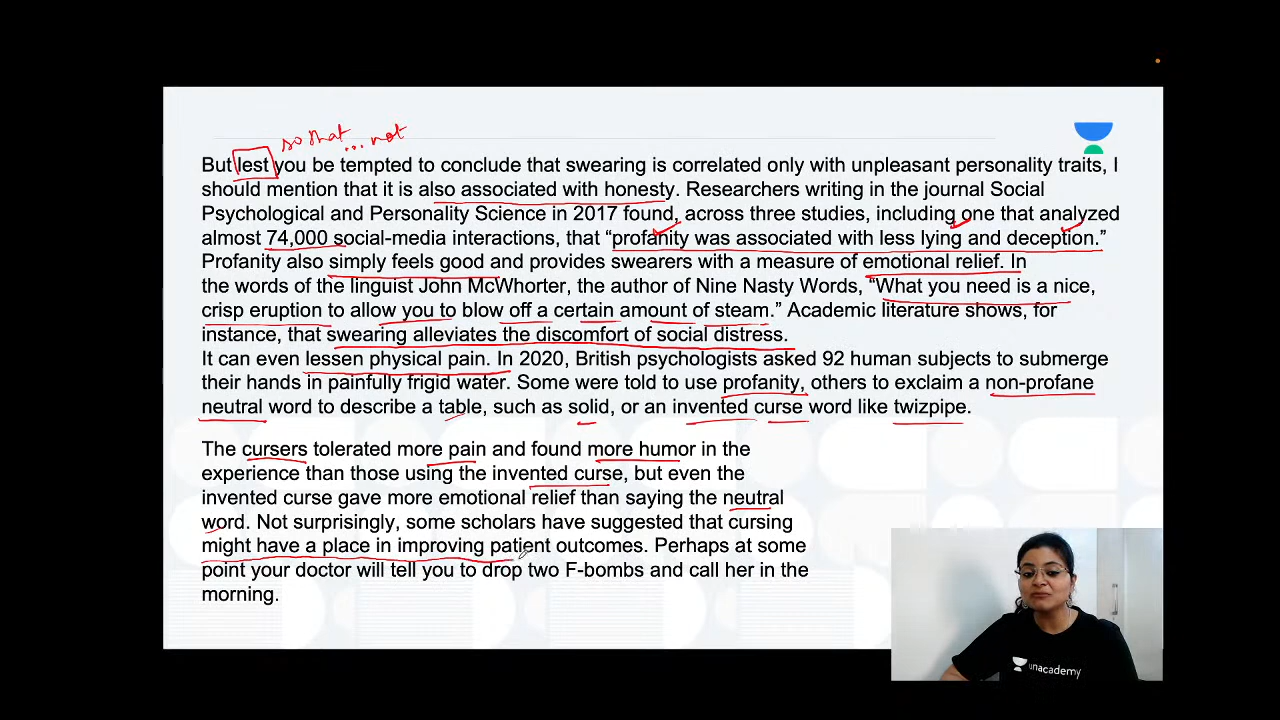 so that ... not
But lest you be tempted to conclude that swearing is correlated only with unpleasant personality traits, I
should mention that it is also associated with honesty. Researchers writing in the journal Social
Psychological and Personality Science in 2017 found, across three studies, including one that analyzed
almost 74,000 social-media interactions, that “profanity was associated with less lying and deception.”
Profanity also simply feels good and provides swearers with a measure of emotional relief. In
the words of the linguist John McWhorter, the author of Nine Nasty Words, “What you need is a nice,
crisp eruption to allow you to blow off a certain amount of steam.” Academic literature shows, for
instance, that swearing alleviates the discomfort of social distress.
It can even lessen physical pain. In 2020, British psychologists asked 92 human subjects to submerge
their hands in painfully frigid water. Some were told to use profanity, others to exclaim a non-profane
neutral word to describe a table, such as solid, or an invented curse word like twizpipe.
The cursers tolerated more pain and found more humor in the
experience than those using the invented curse, but even the
invented curse gave more emotional relief than saying the neutral
word. Not surprisingly, some scholars have suggested that cursing
might have a place in improving patient outcomes. Perhaps at some
point your doctor will tell you to drop two F-bombs and call her in the
morning.
unacademy